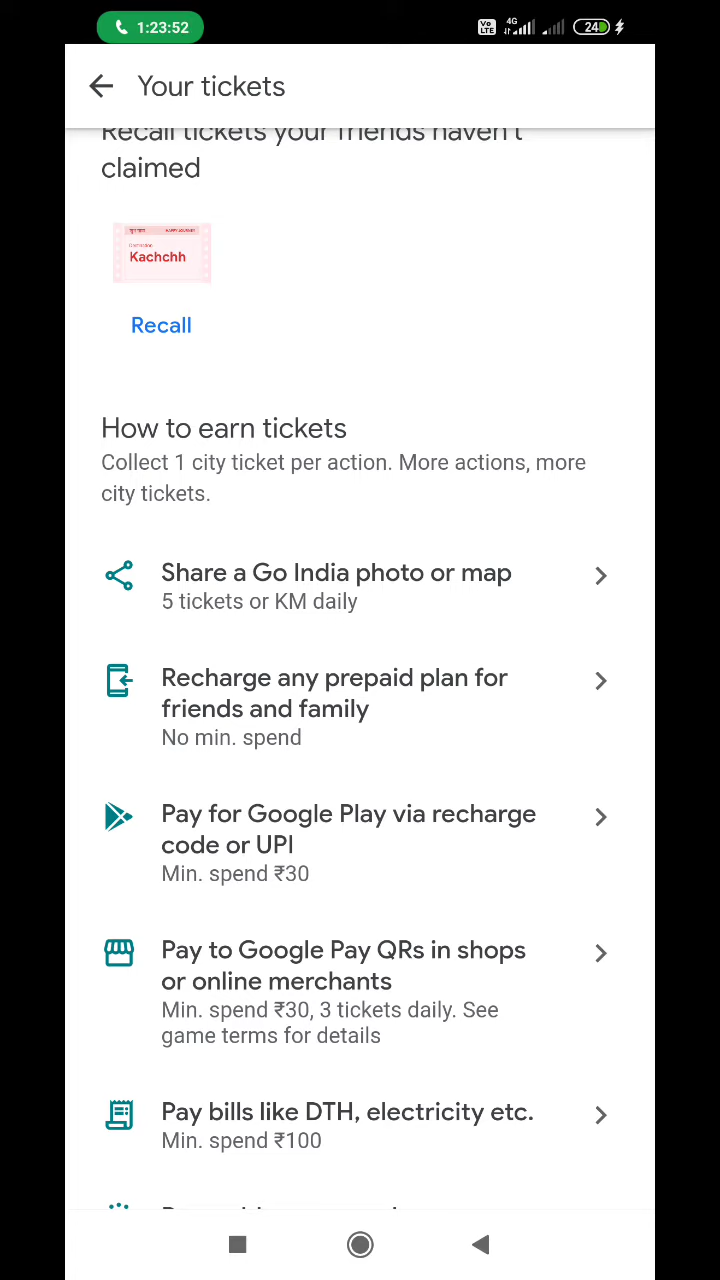 1:23:52
Vo LTE 4G 24
Your tickets
Recall tickets your friends haven't
claimed
Kachchh
Recall
How to earn tickets
Collect 1 city ticket per action. More actions, more
city tickets.
Share a Go India photo or map
5 tickets or KM daily
Recharge any prepaid plan for
friends and family
No min. spend
Pay for Google Play via recharge
code or UPI
Min. spend ₹30
Pay to Google Pay QRs in shops
or online merchants
Min. spend ₹30, 3 tickets daily. See
game terms for details
Pay bills like DTH, electricity etc.
Min. spend ₹100